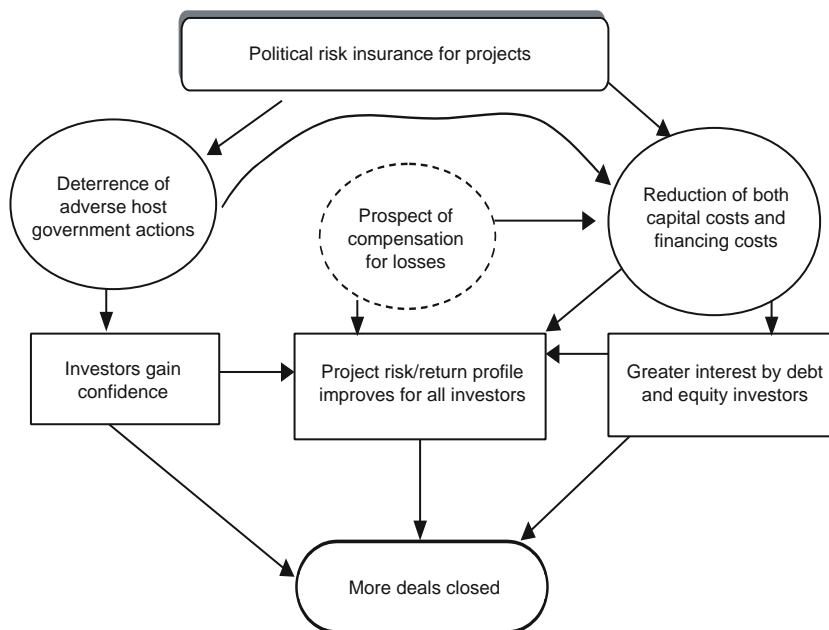 Political risk insurance for projects
Deterrence of
adverse host
government actions
Prospect of
compensation
for losses
Reduction of both
capital costs and
financing costs
Investors gain
confidence
Project risk/return profile
improves for all investors
Greater interest by debt
and equity investors
More deals closed